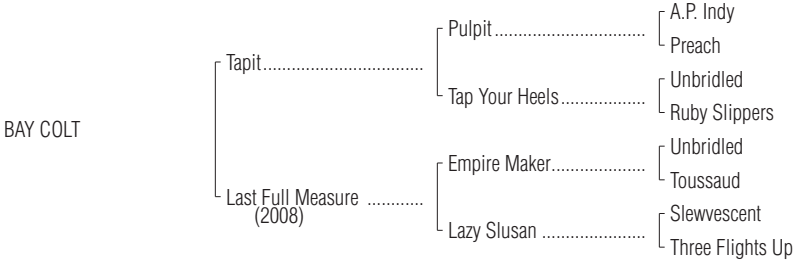 A.P. Indy
Pulpit................................
Preach
Tapit..................................
Unbridled
Tap Your Heels..................
Ruby Slippers
BAY COLT
Unbridled
Empire Maker....................
Toussaud
Last Full Measure ............
(2008)
Slewvescent
Lazy Slusan ......................
Three Flights Up